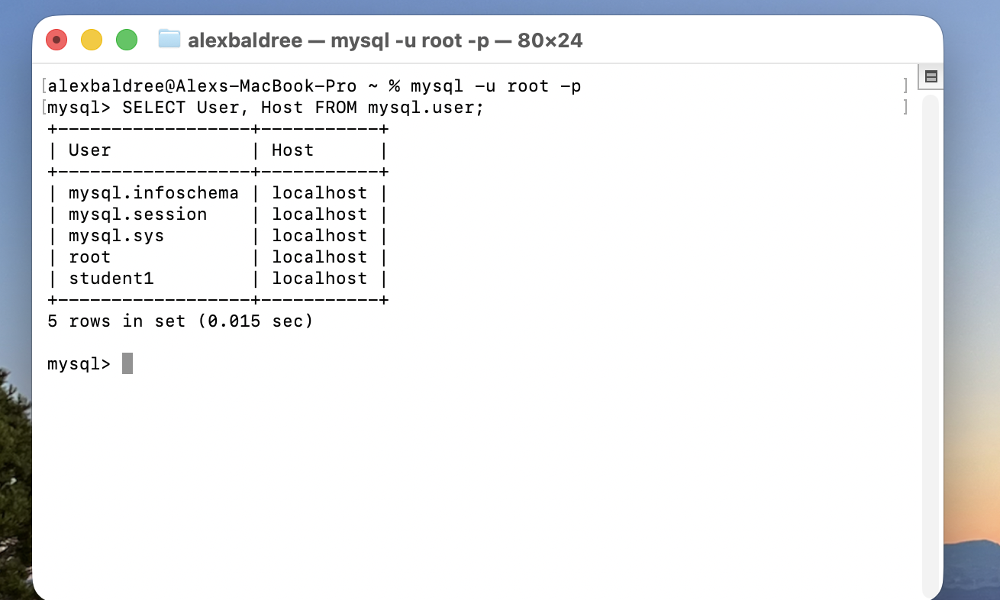 alexbaldree — mysql -u root -p — 80×24
[alexbaldree@Alexs-MacBook-Pro ~ % mysql -u root -p ]
[mysql> SELECT User, Host FROM mysql.user; ]
+------------------+-----------+
| User             | Host      |
+------------------+-----------+
| mysql.infoschema | localhost |
| mysql.session    | localhost |
| mysql.sys        | localhost |
| root             | localhost |
| student1         | localhost |
+------------------+-----------+
5 rows in set (0.015 sec)
mysql>